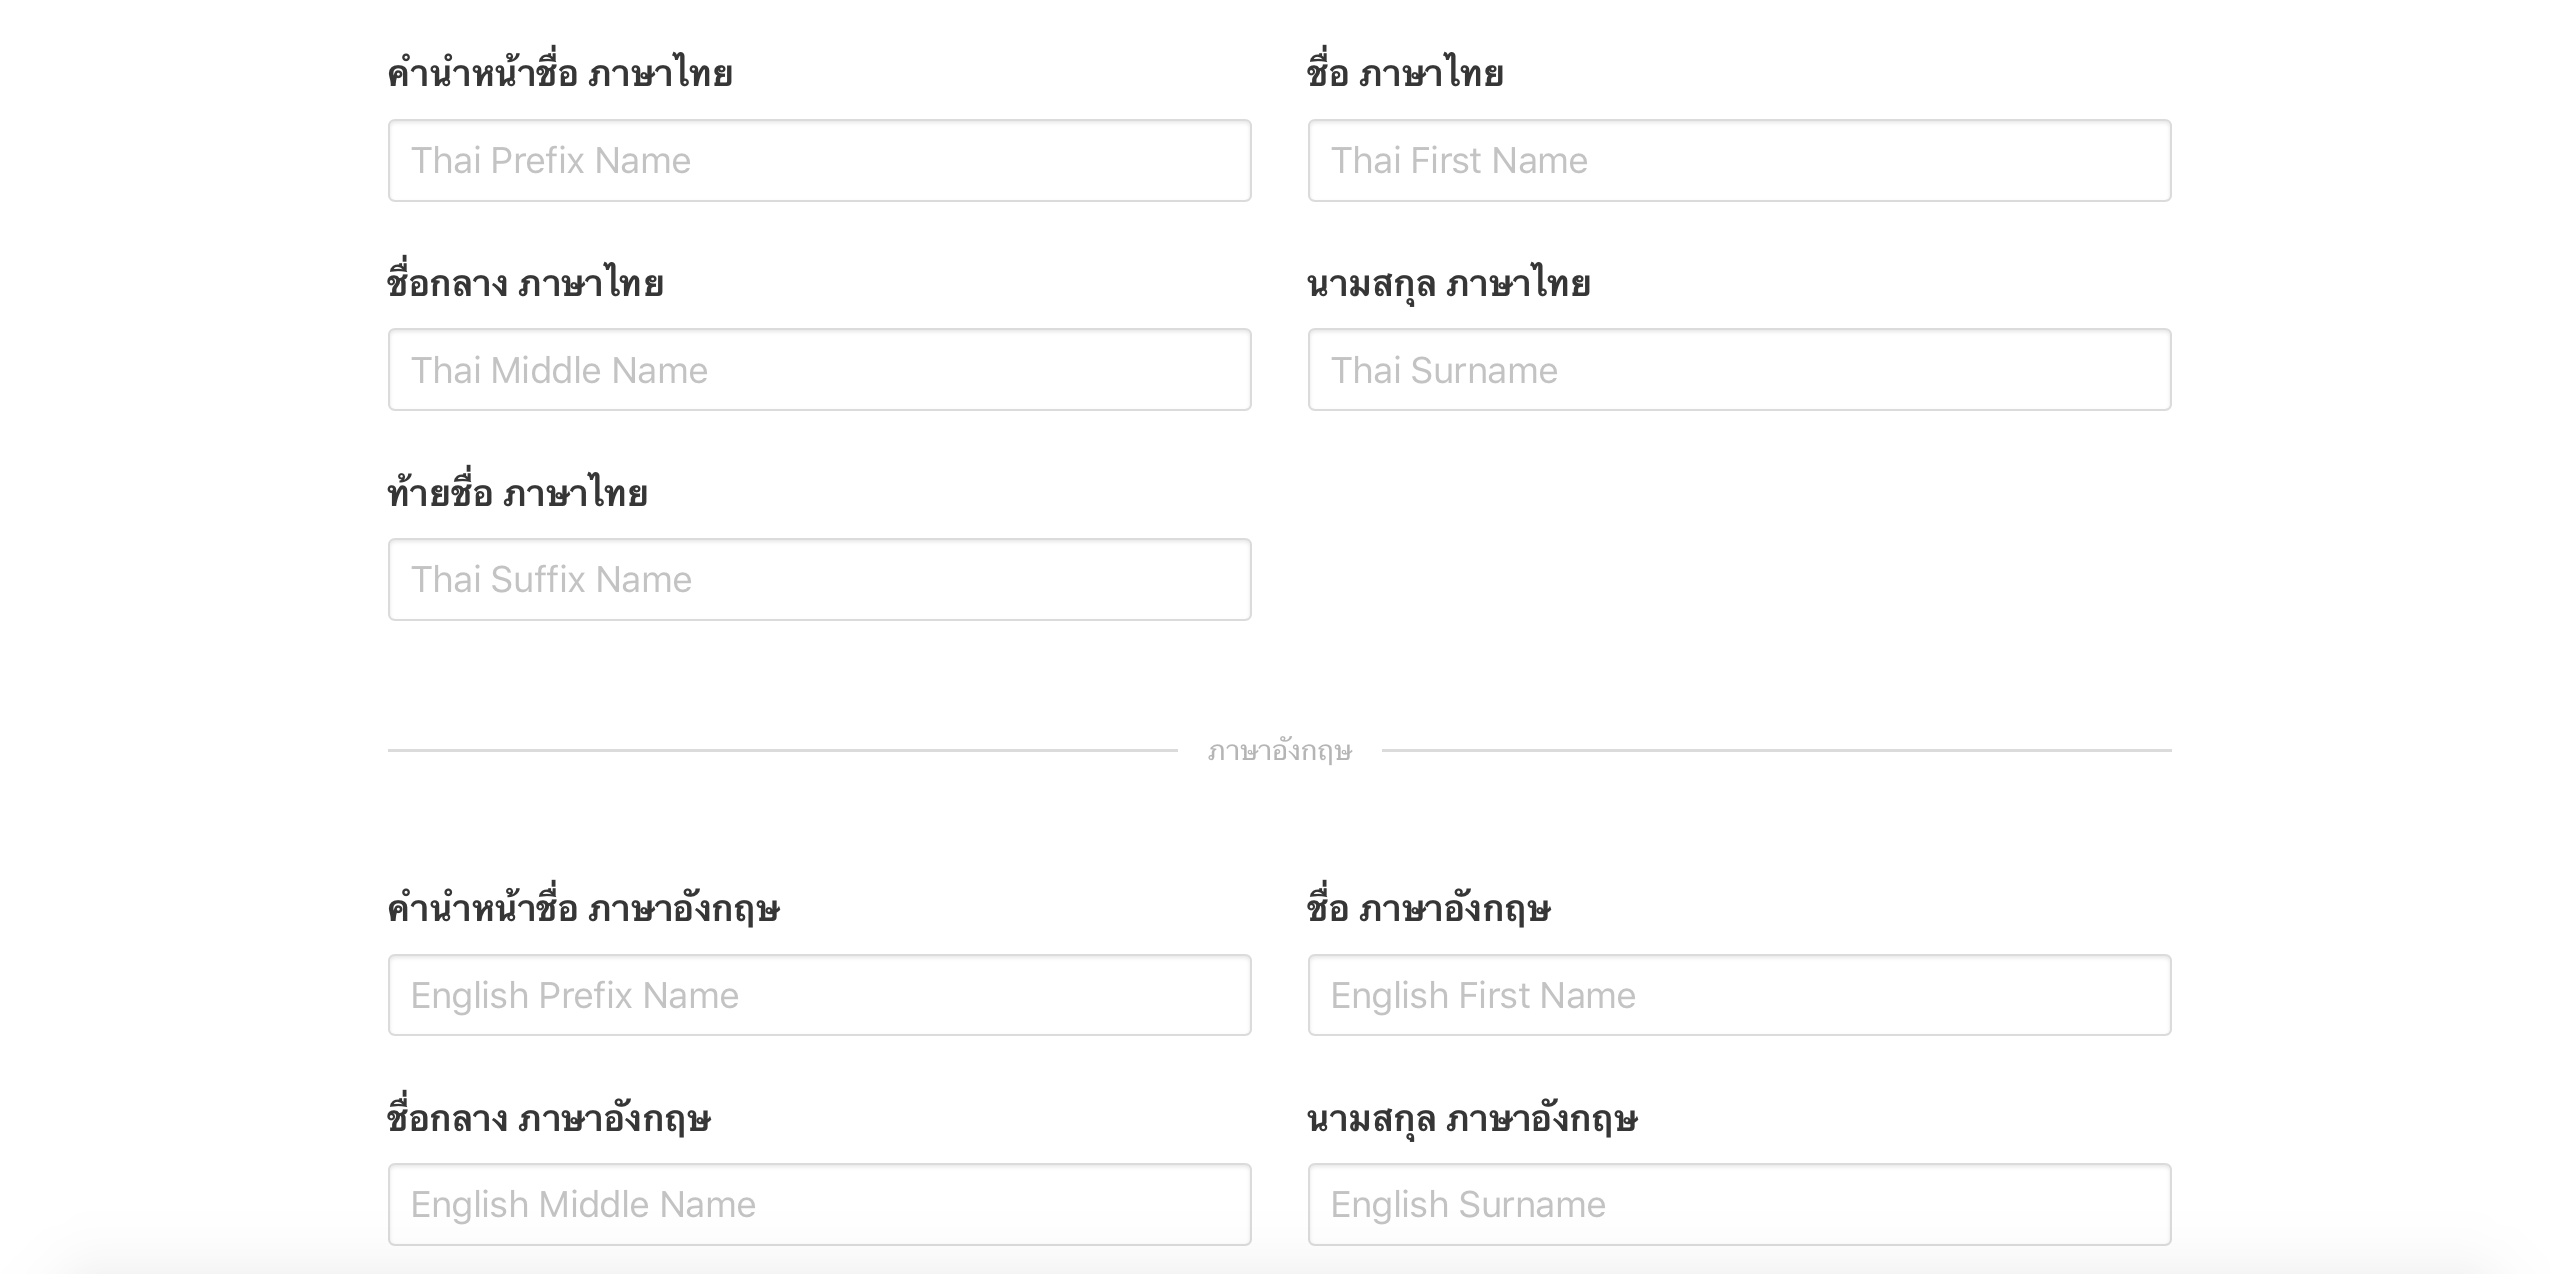 คำนำหน้าชื่อ ภาษาไทย
ชื่อ ภาษาไทย
Thai Prefix Name
Thai First Name
ชื่อกลาง ภาษาไทย
นามสกุล ภาษาไทย
Thai Middle Name
Thai Surname
ท้ายชื่อ ภาษาไทย
Thai Suffix Name
ภาษาอังกฤษ
คำนำหน้าชื่อ ภาษาอังกฤษ
ชื่อ ภาษาอังกฤษ
English Prefix Name
English First Name
ชื่อกลาง ภาษาอังกฤษ
นามสกุล ภาษาอังกฤษ
English Middle Name
English Surname